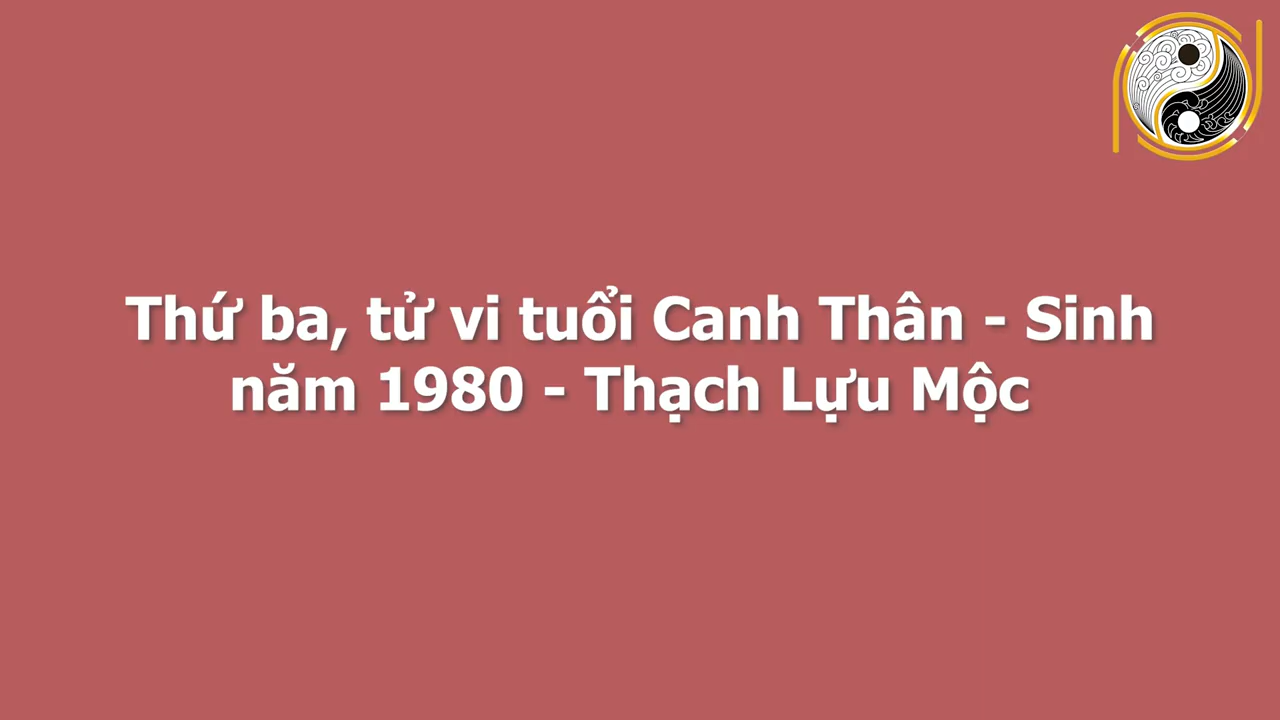 Thứ ba, tử vi tuổi Canh Thân - Sinh
năm 1980 - Thạch Lựu Mộc